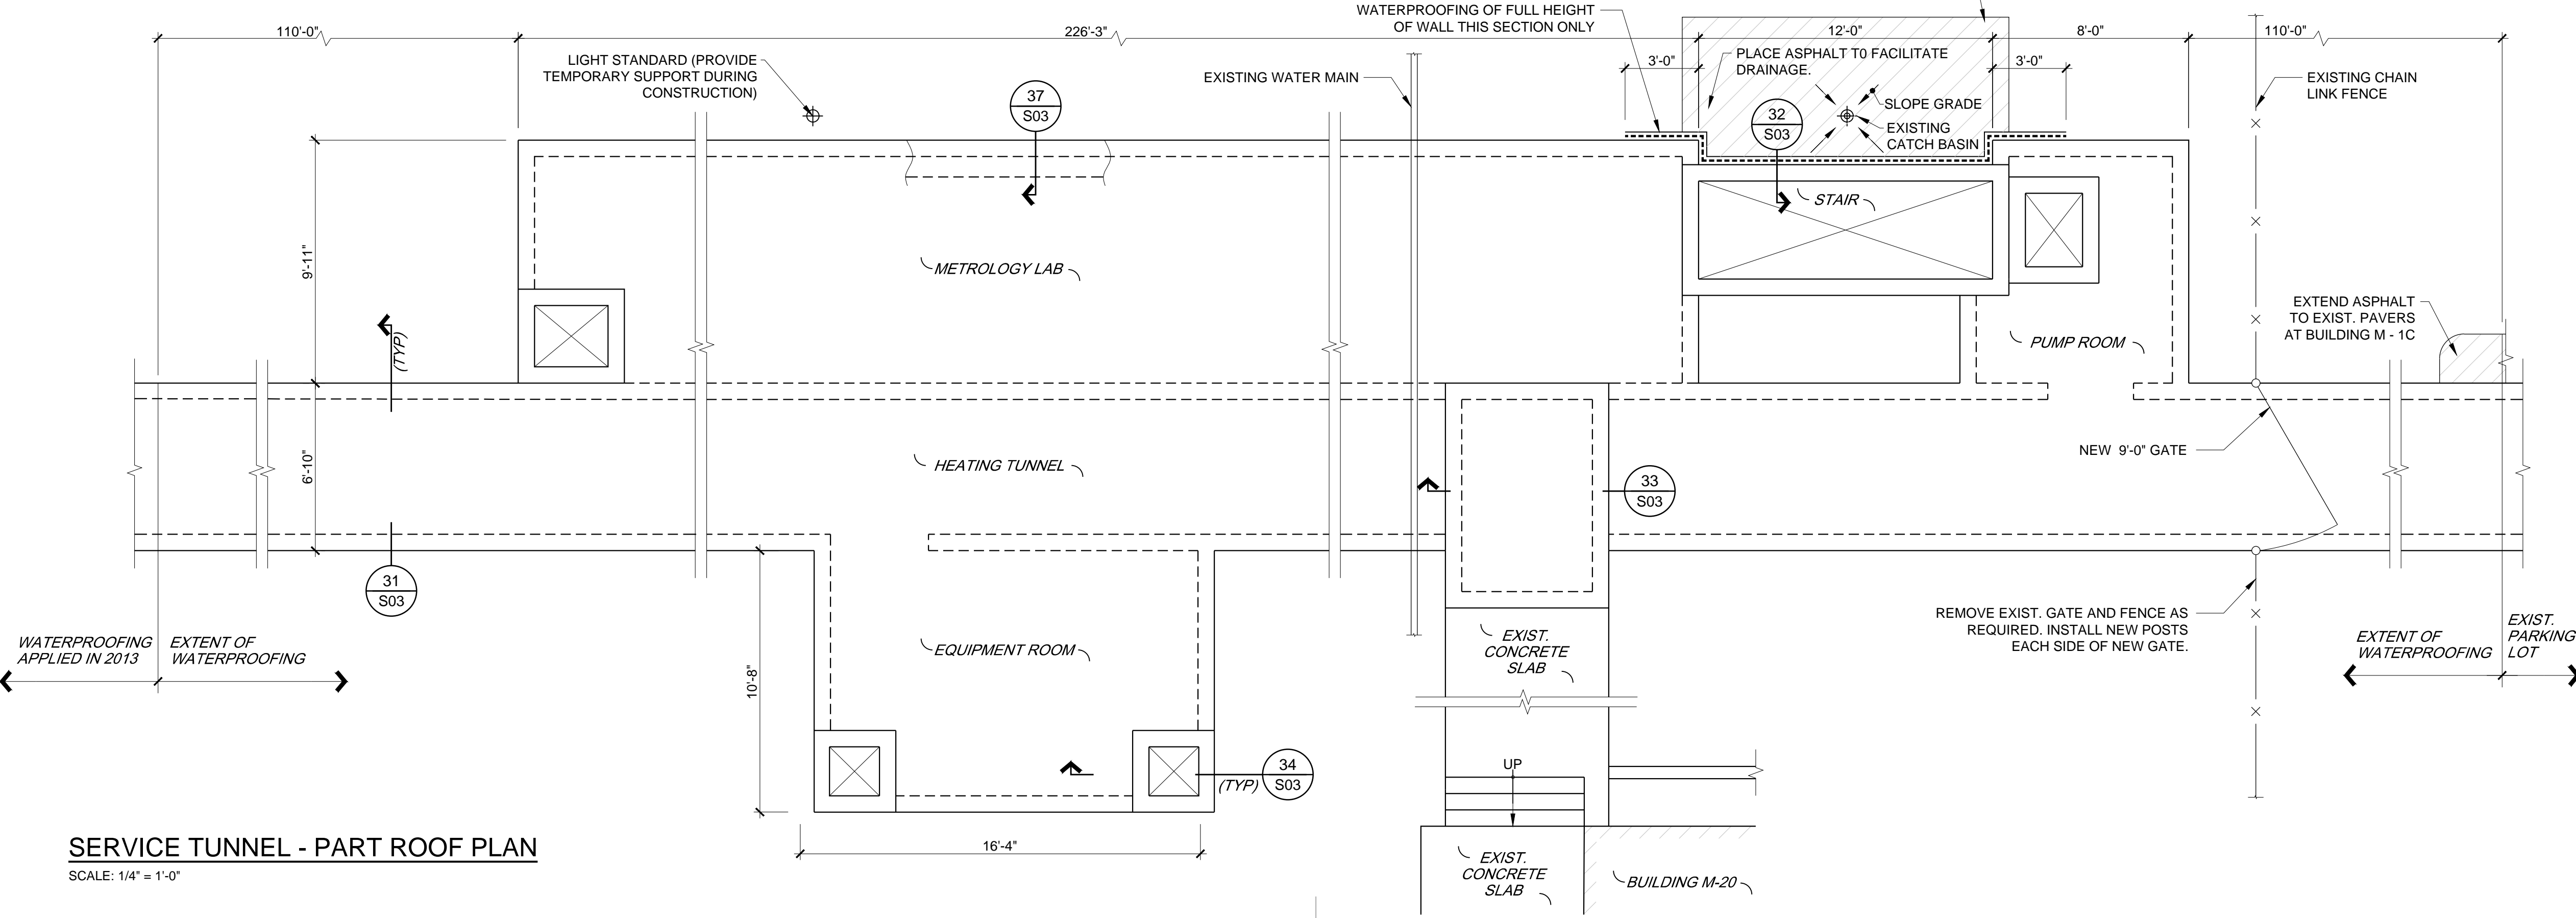 WATERPROOFING OF FULL HEIGHT
OF WALL THIS SECTION ONLY
110'-0"
226'-3"
12'-0"
8'-0"
110'-0"
LIGHT STANDARD (PROVIDE
TEMPORARY SUPPORT DURING
CONSTRUCTION)
37
S03
EXISTING WATER MAIN
3'-0"
PLACE ASPHALT T0 FACILITATE
DRAINAGE.
3'-0"
EXISTING CHAIN
LINK FENCE
SLOPE GRADE
32
S03
EXISTING
CATCH BASIN
STAIR
9'-11"
METROLOGY LAB
(TYP)
PUMP ROOM
EXTEND ASPHALT
TO EXIST. PAVERS
AT BUILDING M - 1C
6'-10"
HEATING TUNNEL
33
S03
NEW  9'-0" GATE
31
S03
WATERPROOFING
APPLIED IN 2013
EXTENT OF
WATERPROOFING
EQUIPMENT ROOM
10'-8"
EXIST.
CONCRETE
SLAB
REMOVE EXIST. GATE AND FENCE AS
REQUIRED. INSTALL NEW POSTS
EACH SIDE OF NEW GATE.
EXTENT OF
WATERPROOFING
EXIST.
PARKING
LOT
34
S03
(TYP)
UP
16'-4"
EXIST.
CONCRETE
SLAB
BUILDING M-20
SERVICE TUNNEL - PART ROOF PLAN
SCALE: 1/4" = 1'-0"